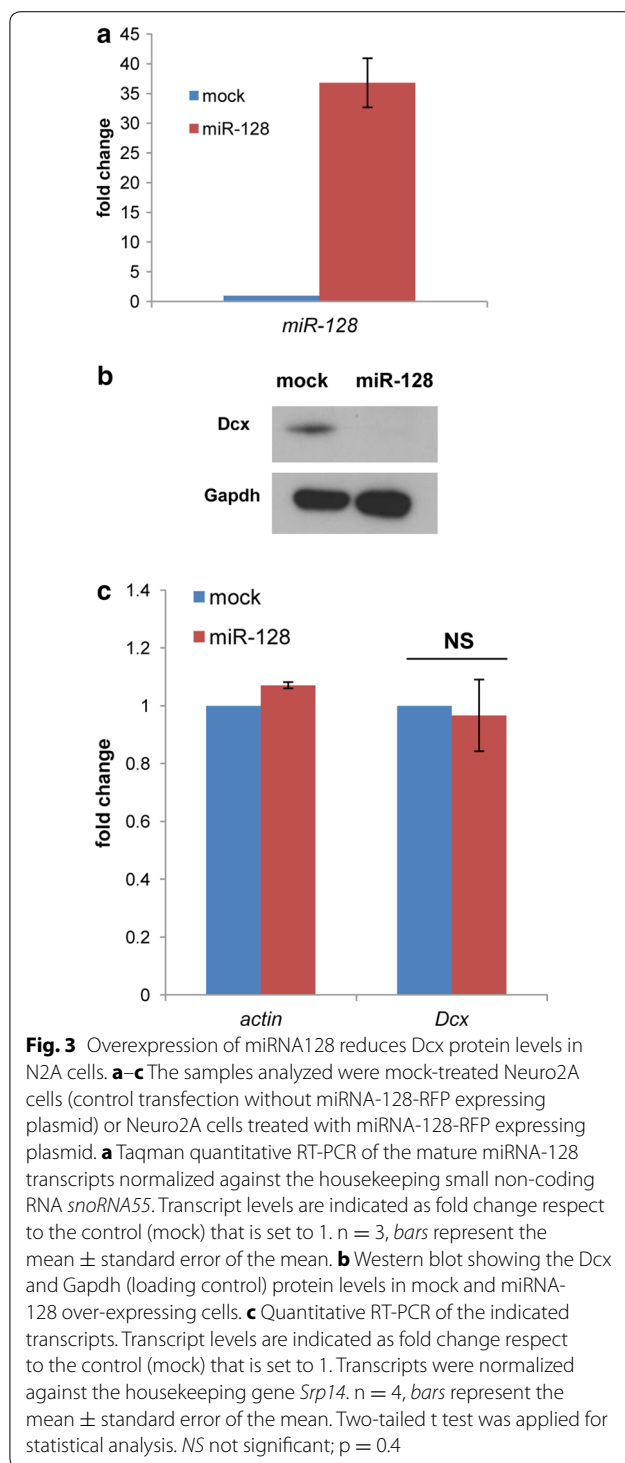 a
45
40
35
30
25
20
15
10
5
0
fold change
mock
miR-128
miR-128
b
mock miR-128
Dcx
Gapdh
c
1.4
1.2
1
0.8
0.6
0.4
0.2
0
fold change
mock
miR-128
NS
actin Dcx
Fig. 3 Overexpression of miRNA128 reduces Dcx protein levels in
N2A cells. a–c The samples analyzed were mock-treated Neuro2A
cells (control transfection without miRNA-128-RFP expressing
plasmid) or Neuro2A cells treated with miRNA-128-RFP expressing
plasmid. a Taqman quantitative RT-PCR of the mature miRNA-128
transcripts normalized against the housekeeping small non-coding
RNA snoRNA55. Transcript levels are indicated as fold change respect
to the control (mock) that is set to 1. n = 3, bars represent the
mean ± standard error of the mean. b Western blot showing the Dcx
and Gapdh (loading control) protein levels in mock and miRNA-
128 over-expressing cells. c Quantitative RT-PCR of the indicated
transcripts. Transcript levels are indicated as fold change respect
to the control (mock) that is set to 1. Transcripts were normalized
against the housekeeping gene Srp14. n = 4, bars represent the
mean ± standard error of the mean. Two-tailed t test was applied for
statistical analysis. NS not significant; p = 0.4